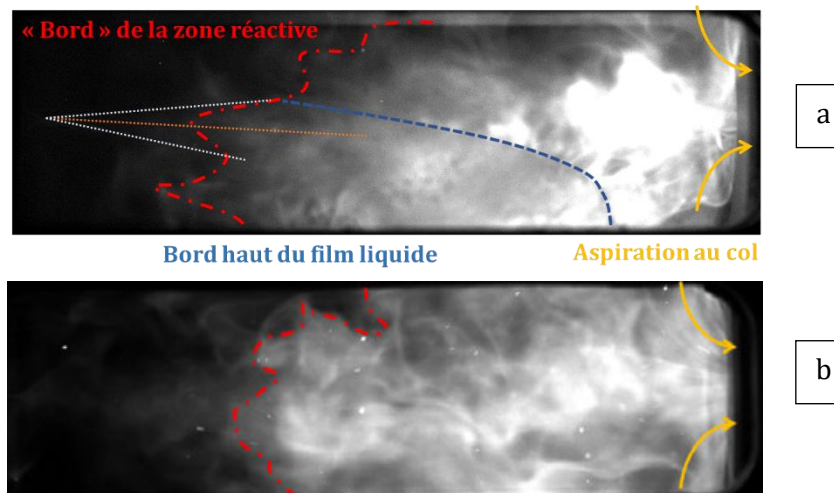 « Bord » de la zone réactive
a
Bord haut du film liquide
Aspiration au col
b